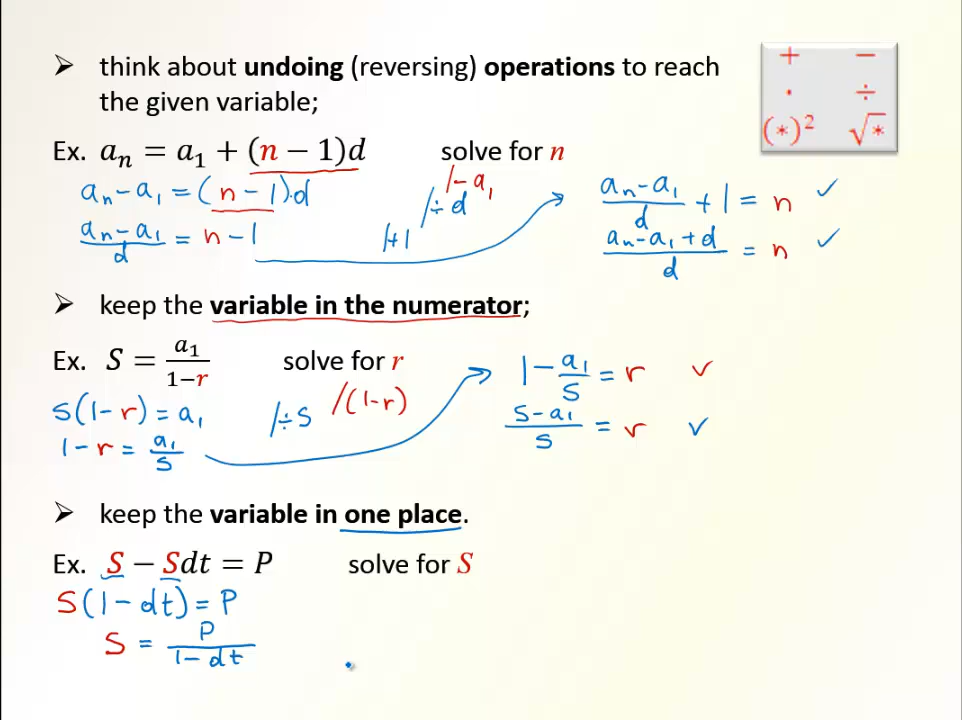 ➢ think about undoing (reversing) operations to reach
the given variable;
+ −
· ÷
(*)² √*
Ex. aₙ = a₁ + (n − 1)d solve for n
aₙ − a₁ = (n − 1)·d /− a₁
/÷ d
(aₙ − a₁)/d = n − 1 /+1
(aₙ − a₁)/d + 1 = n ✓
(aₙ − a₁ + d)/d = n ✓
➢ keep the variable in the numerator;
Ex. S = a₁/(1−r) solve for r
S(1 − r) = a₁ /÷S /(1−r)
1 − r = a₁/S
1 − a₁/S = r ✓
(S − a₁)/S = r ✓
➢ keep the variable in one place.
Ex. S − Sdt = P solve for S
S(1 − dt) = P
S = P/(1 − dt)